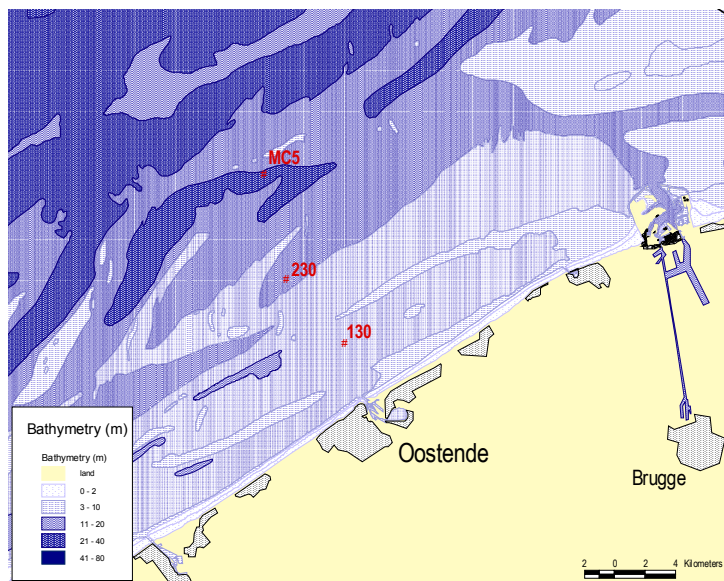 MC5
230
130
Oostende
Brugge
Bathymetry (m)
Bathymetry (m)
land
0 - 2
3 - 10
11 - 20
21 - 40
41 - 80
2 0 2 4 Kilometers